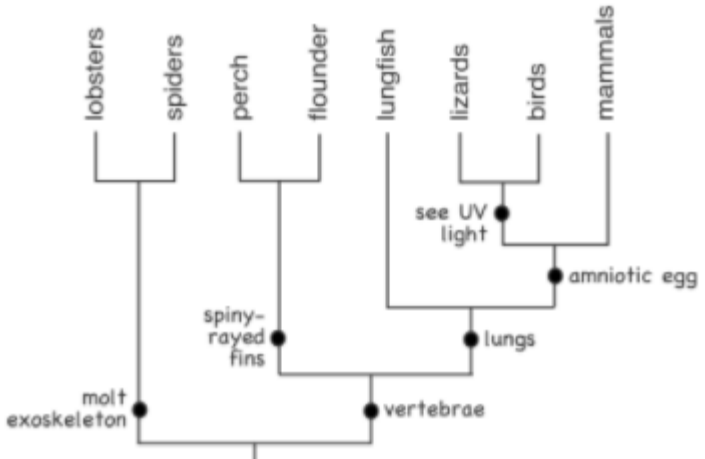 lobsters
spiders
perch
flounder
lungfish
lizards
birds
mammals
see UV
light
amniotic egg
spiny-
rayed
fins
lungs
molt
exoskeleton
vertebrae